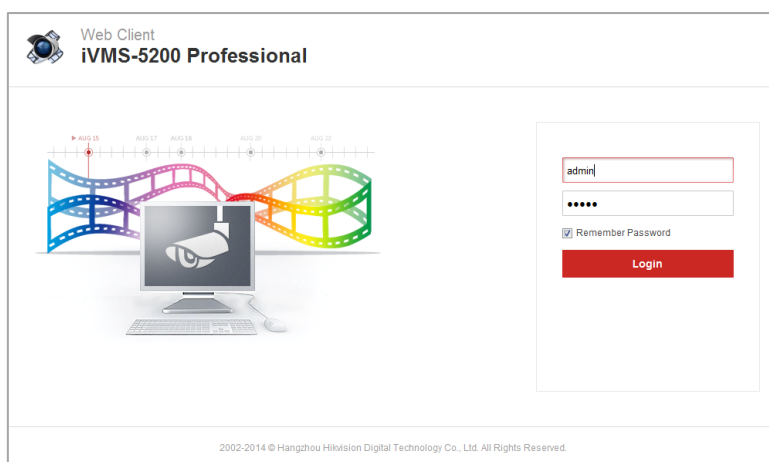 Web Client
iVMS-5200 Professional
▶ AUG 15 AUG 17 AUG 18 AUG 20 AUG 22
admin
•••••
Remember Password
Login
2002-2014 © Hangzhou Hikvision Digital Technology Co., Ltd. All Rights Reserved.